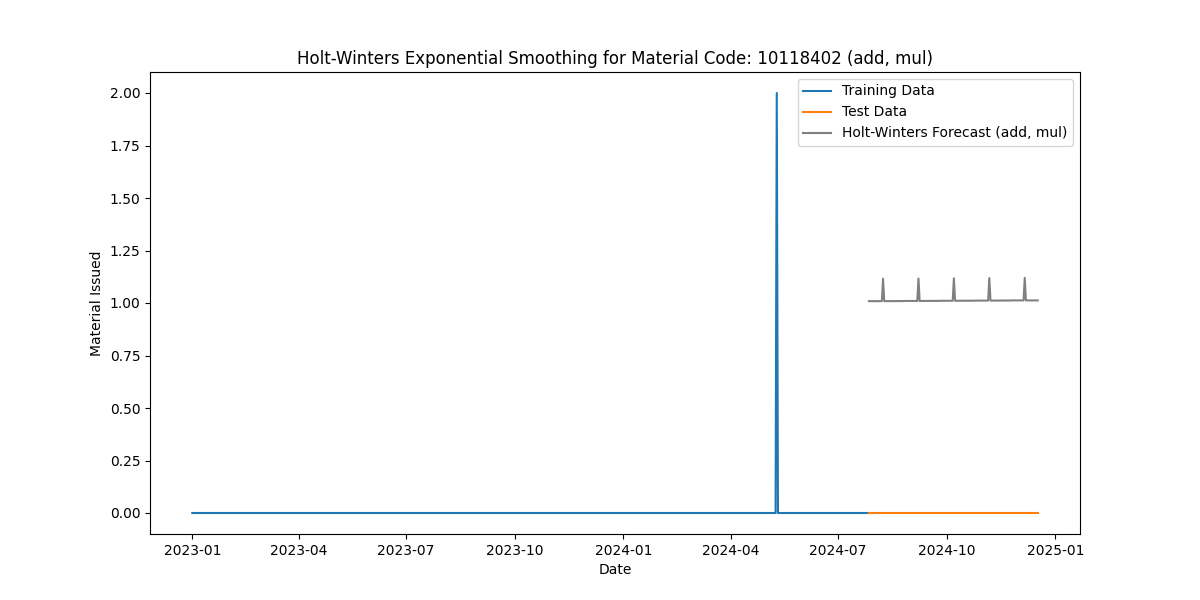 Holt-Winters Exponential Smoothing for Material Code: 10118402 (add, mul)
Training Data
Test Data
Holt-Winters Forecast (add, mul)
2.00
1.75
1.50
1.25
1.00
0.75
0.50
0.25
0.00
Material Issued
2023-01 2023-04 2023-07 2023-10 2024-01 2024-04 2024-07 2024-10 2025-01
Date